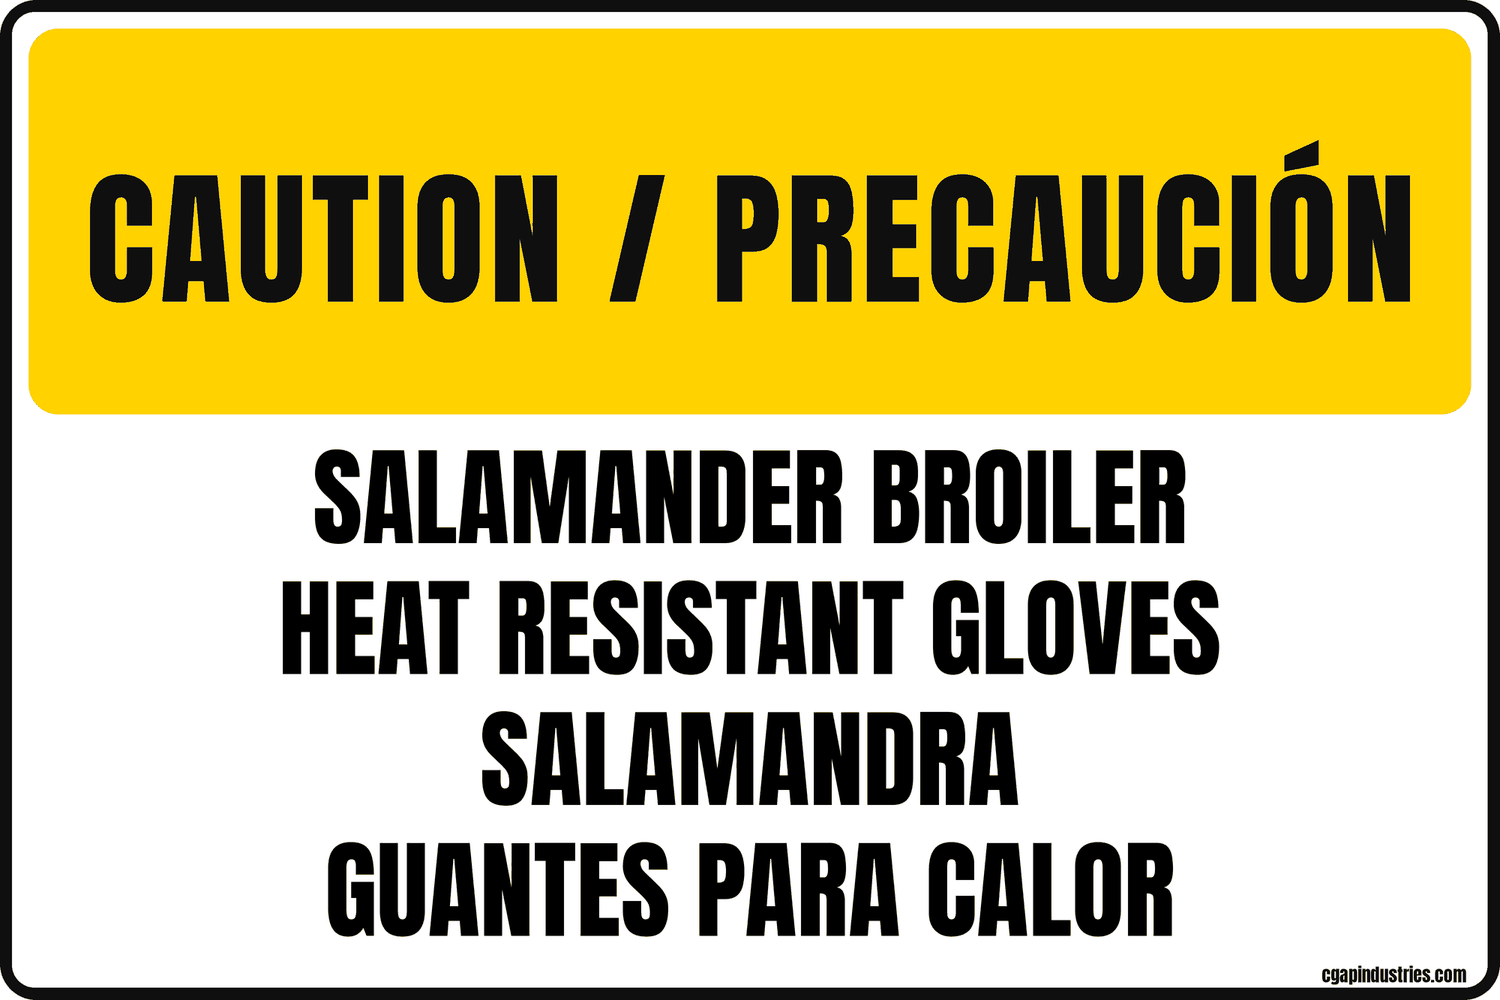 CAUTION / PRECAUCIÓN
SALAMANDER BROILER
HEAT RESISTANT GLOVES
SALAMANDRA
GUANTES PARA CALOR
cgapindustries.com